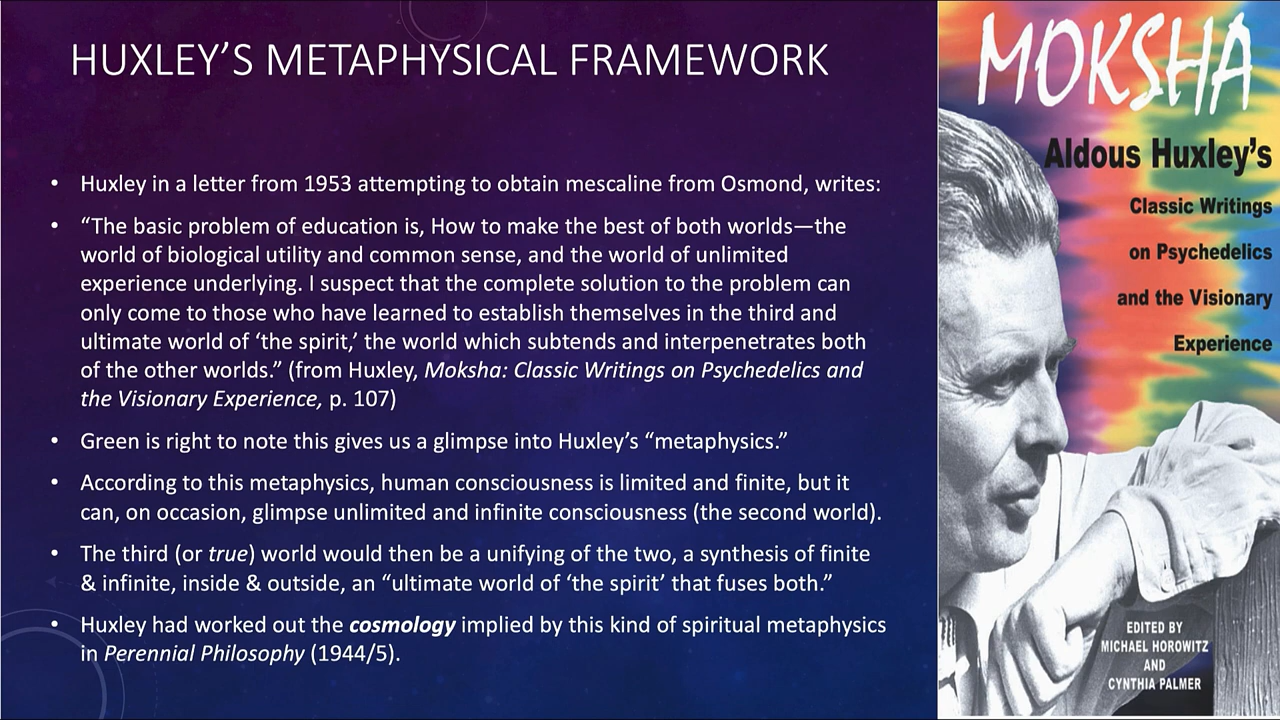 HUXLEY’S METAPHYSICAL FRAMEWORK
• Huxley in a letter from 1953 attempting to obtain mescaline from Osmond, writes:
• “The basic problem of education is, How to make the best of both worlds—the
world of biological utility and common sense, and the world of unlimited
experience underlying. I suspect that the complete solution to the problem can
only come to those who have learned to establish themselves in the third and
ultimate world of ‘the spirit,’ the world which subtends and interpenetrates both
of the other worlds.” (from Huxley, Moksha: Classic Writings on Psychedelics and
the Visionary Experience, p. 107)
• Green is right to note this gives us a glimpse into Huxley’s “metaphysics.”
• According to this metaphysics, human consciousness is limited and finite, but it
can, on occasion, glimpse unlimited and infinite consciousness (the second world).
• The third (or true) world would then be a unifying of the two, a synthesis of finite
& infinite, inside & outside, an “ultimate world of ‘the spirit’ that fuses both.”
• Huxley had worked out the cosmology implied by this kind of spiritual metaphysics
in Perennial Philosophy (1944/5).
MOKSHA
Aldous Huxley’s
Classic Writings
on Psychedelics
and the Visionary
Experience
EDITED BY
MICHAEL HOROWITZ
AND
CYNTHIA PALMER